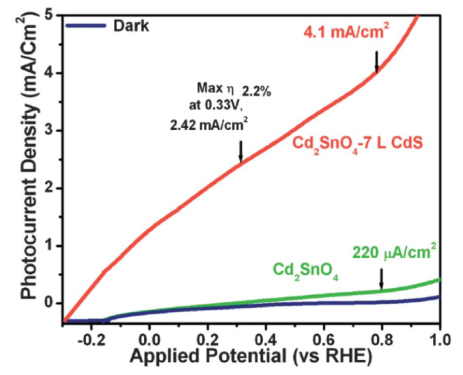 Dark
4.1 mA/cm²
Max η 2.2%
at 0.33V,
2.42 mA/cm²
Cd₂SnO₄-7 L CdS
220 µA/cm²
Cd₂SnO₄
Photocurrent Density (mA/Cm²)
5
4
3
2
1
0
-0.2 0.0 0.2 0.4 0.6 0.8 1.0
Applied Potential (vs RHE)